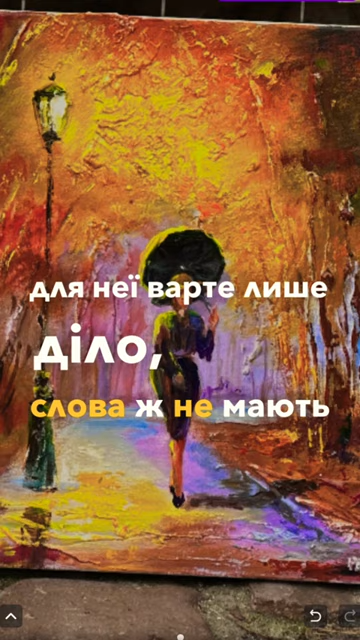 для неї варте лише
діло,
слова ж не мають